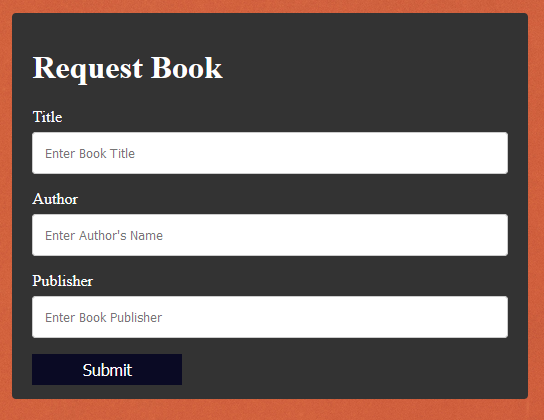 Request Book
Title
Enter Book Title
Author
Enter Author's Name
Publisher
Enter Book Publisher
Submit